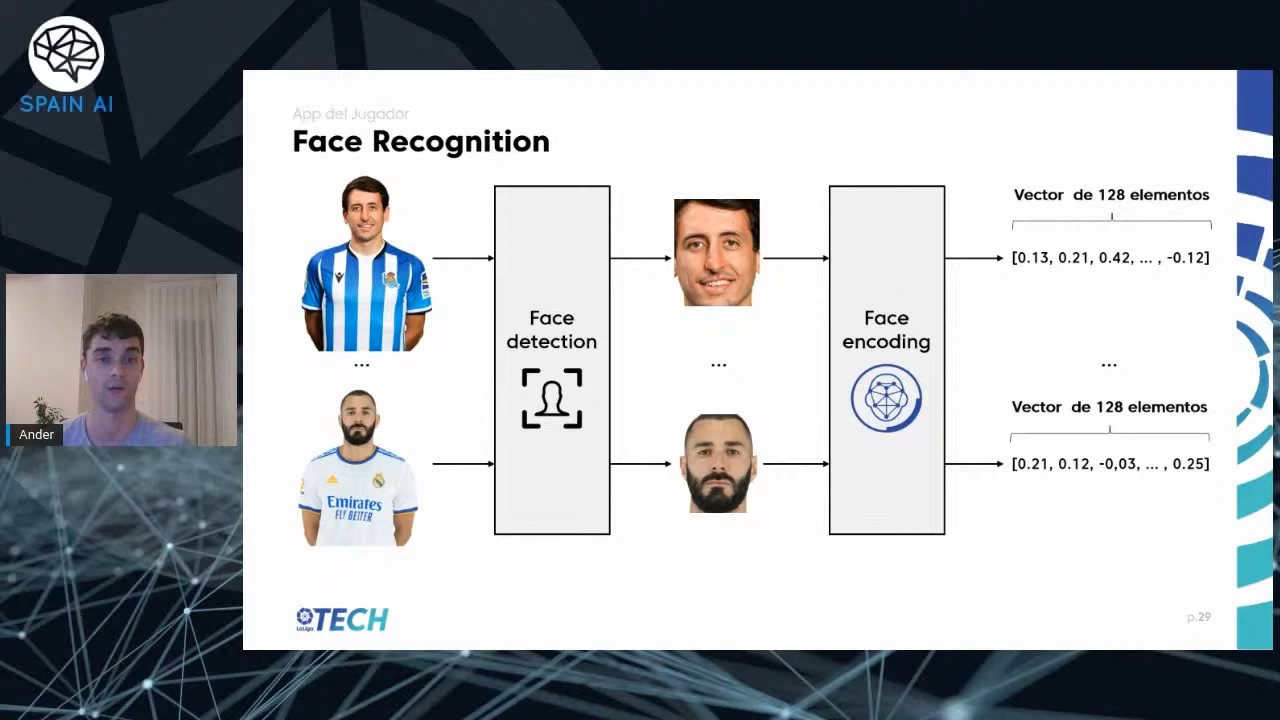 SPAIN AI
App del Jugador
Face Recognition
Vector de 128 elementos
[0.13, 0.21, 0.42, ... , -0.12]
Face
detection
Face
encoding
...
...
...
Ander
Vector de 128 elementos
[0.21, 0.12, -0,03, ... , 0.25]
Emirates
FLY BETTER
LaLiga TECH
p.29